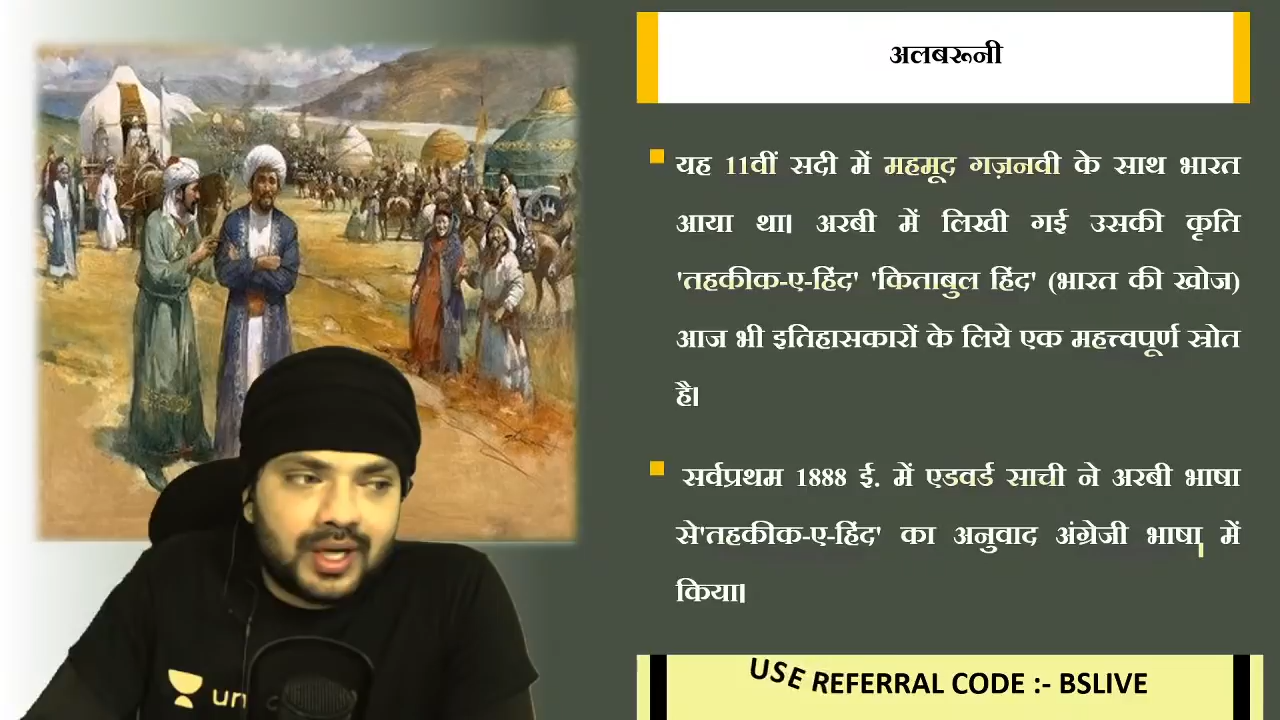 अलबरूनी
यह 11वीं सदी में महमूद गज़नवी के साथ भारत
आया था। अरबी में लिखी गई उसकी कृति
'तहकीक-ए-हिंद' 'किताबुल हिंद' (भारत की खोज)
आज भी इतिहासकारों के लिये एक महत्त्वपूर्ण स्रोत
है।
सर्वप्रथम 1888 ई. में एडवर्ड साची ने अरबी भाषा
से'तहकीक-ए-हिंद' का अनुवाद अंग्रेजी भाषा में
किया।
USE REFERRAL CODE :- BSLIVE